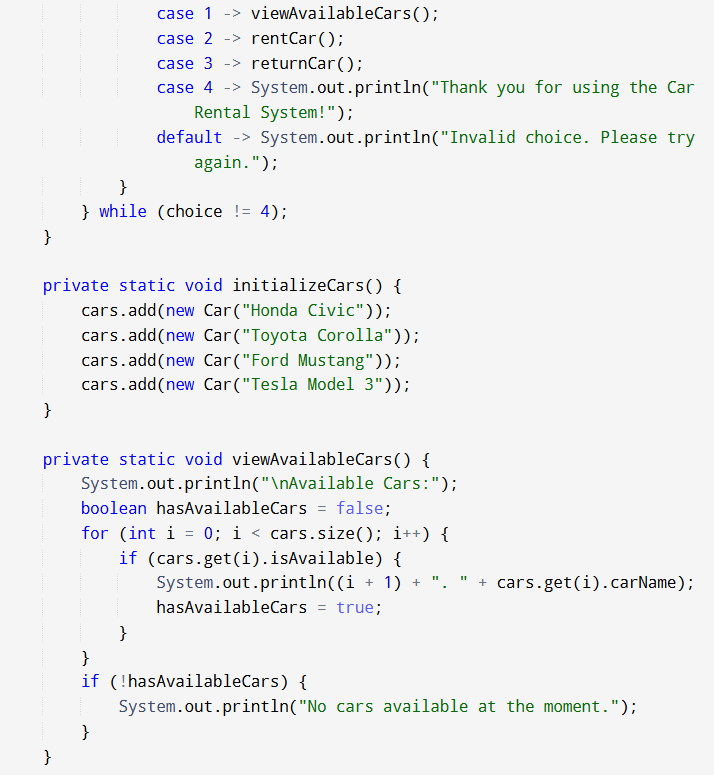 case 1 -> viewAvailableCars();
case 2 -> rentCar();
case 3 -> returnCar();
case 4 -> System.out.println("Thank you for using the Car
Rental System!");
default -> System.out.println("Invalid choice. Please try
again.");
}
} while (choice != 4);
}
private static void initializeCars() {
cars.add(new Car("Honda Civic"));
cars.add(new Car("Toyota Corolla"));
cars.add(new Car("Ford Mustang"));
cars.add(new Car("Tesla Model 3"));
}
private static void viewAvailableCars() {
System.out.println("\nAvailable Cars:");
boolean hasAvailableCars = false;
for (int i = 0; i < cars.size(); i++) {
if (cars.get(i).isAvailable) {
System.out.println((i + 1) + ". " + cars.get(i).carName);
hasAvailableCars = true;
}
}
if (!hasAvailableCars) {
System.out.println("No cars available at the moment.");
}
}